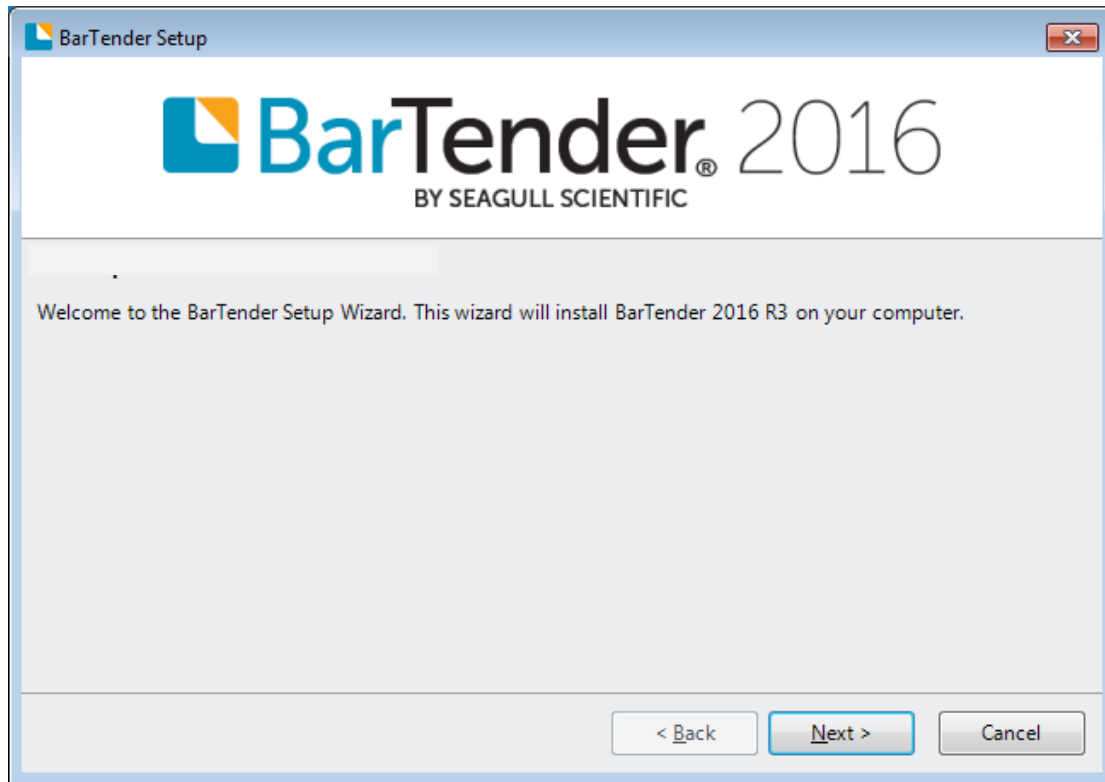 BarTender Setup
BarTender® 2016
BY SEAGULL SCIENTIFIC
Welcome to the BarTender Setup Wizard. This wizard will install BarTender 2016 R3 on your computer.
< Back Next > Cancel